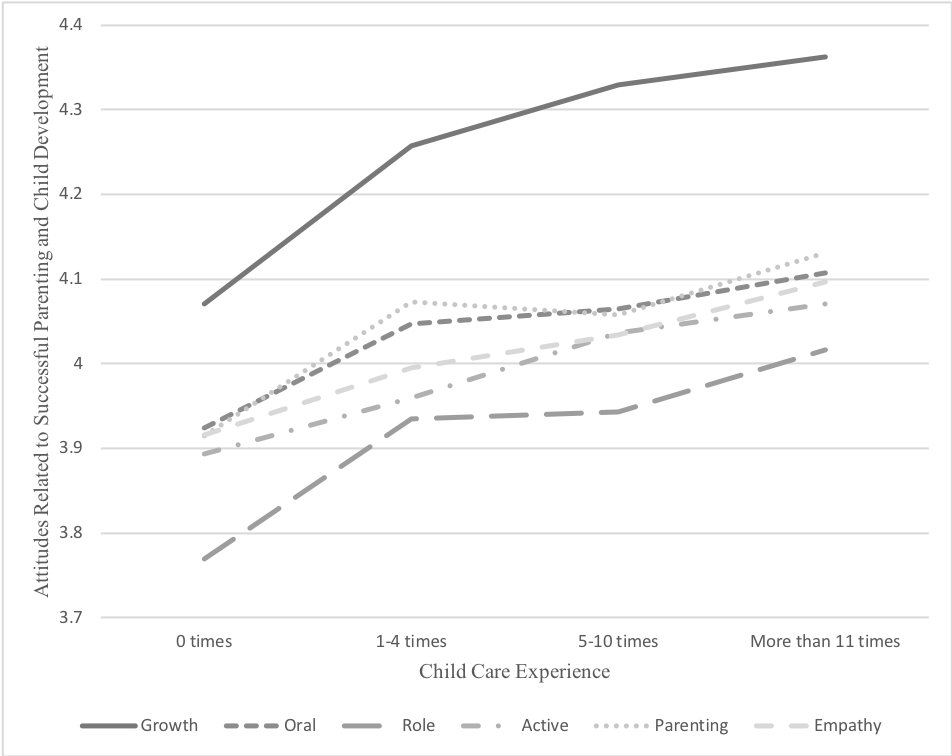 Attitudes Related to Successful Parenting and Child Development
4.4
4.3
4.2
4.1
4
3.9
3.8
3.7
0 times 1-4 times 5-10 times More than 11 times
Child Care Experience
Growth Oral Role Active Parenting Empathy